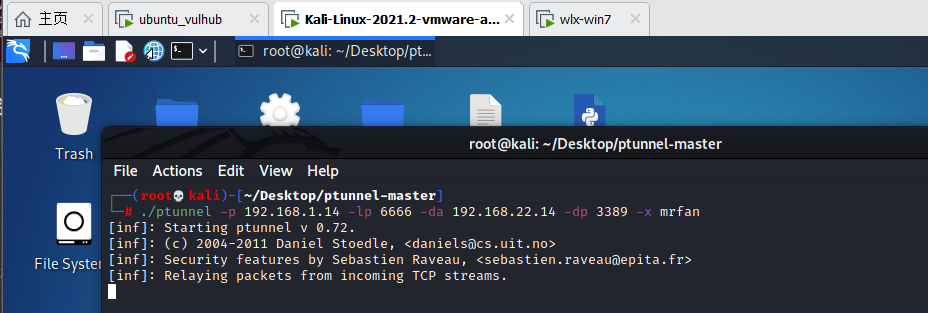 主页
ubuntu_vulhub
Kali-Linux-2021.2-vmware-a...
wlx-win7
root@kali: ~/Desktop/pt...
Trash
File System
root@kali: ~/Desktop/ptunnel-master
File Actions Edit View Help
┌──(root💀kali)-[~/Desktop/ptunnel-master]
└─# ./ptunnel -p 192.168.1.14 -lp 6666 -da 192.168.22.14 -dp 3389 -x mrfan
[inf]: Starting ptunnel v 0.72.
[inf]: (c) 2004-2011 Daniel Stoedle, <daniels@cs.uit.no>
[inf]: Security features by Sebastien Raveau, <sebastien.raveau@epita.fr>
[inf]: Relaying packets from incoming TCP streams.